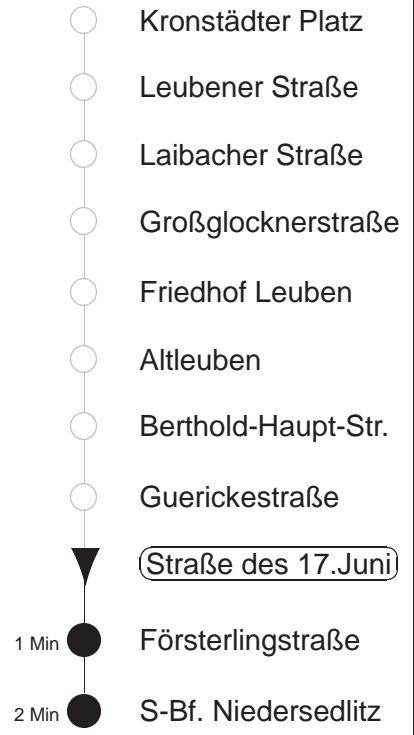 Kronstädter Platz
Leubener Straße
Laibacher Straße
Großglocknerstraße
Friedhof Leuben
Altleuben
Berthold-Haupt-Str.
Guerickestraße
Straße des 17.Juni
1 Min Försterlingstraße
2 Min S-Bf. Niedersedlitz